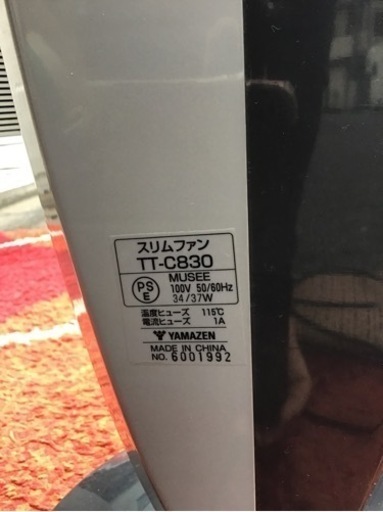 スリムファン
TT-C830
MUSEE
PS
E
100V 50/60Hz
34/37W
温度ヒューズ 115℃
電流ヒューズ 1A
YAMAZEN
MADE IN CHINA
NO. 6001992